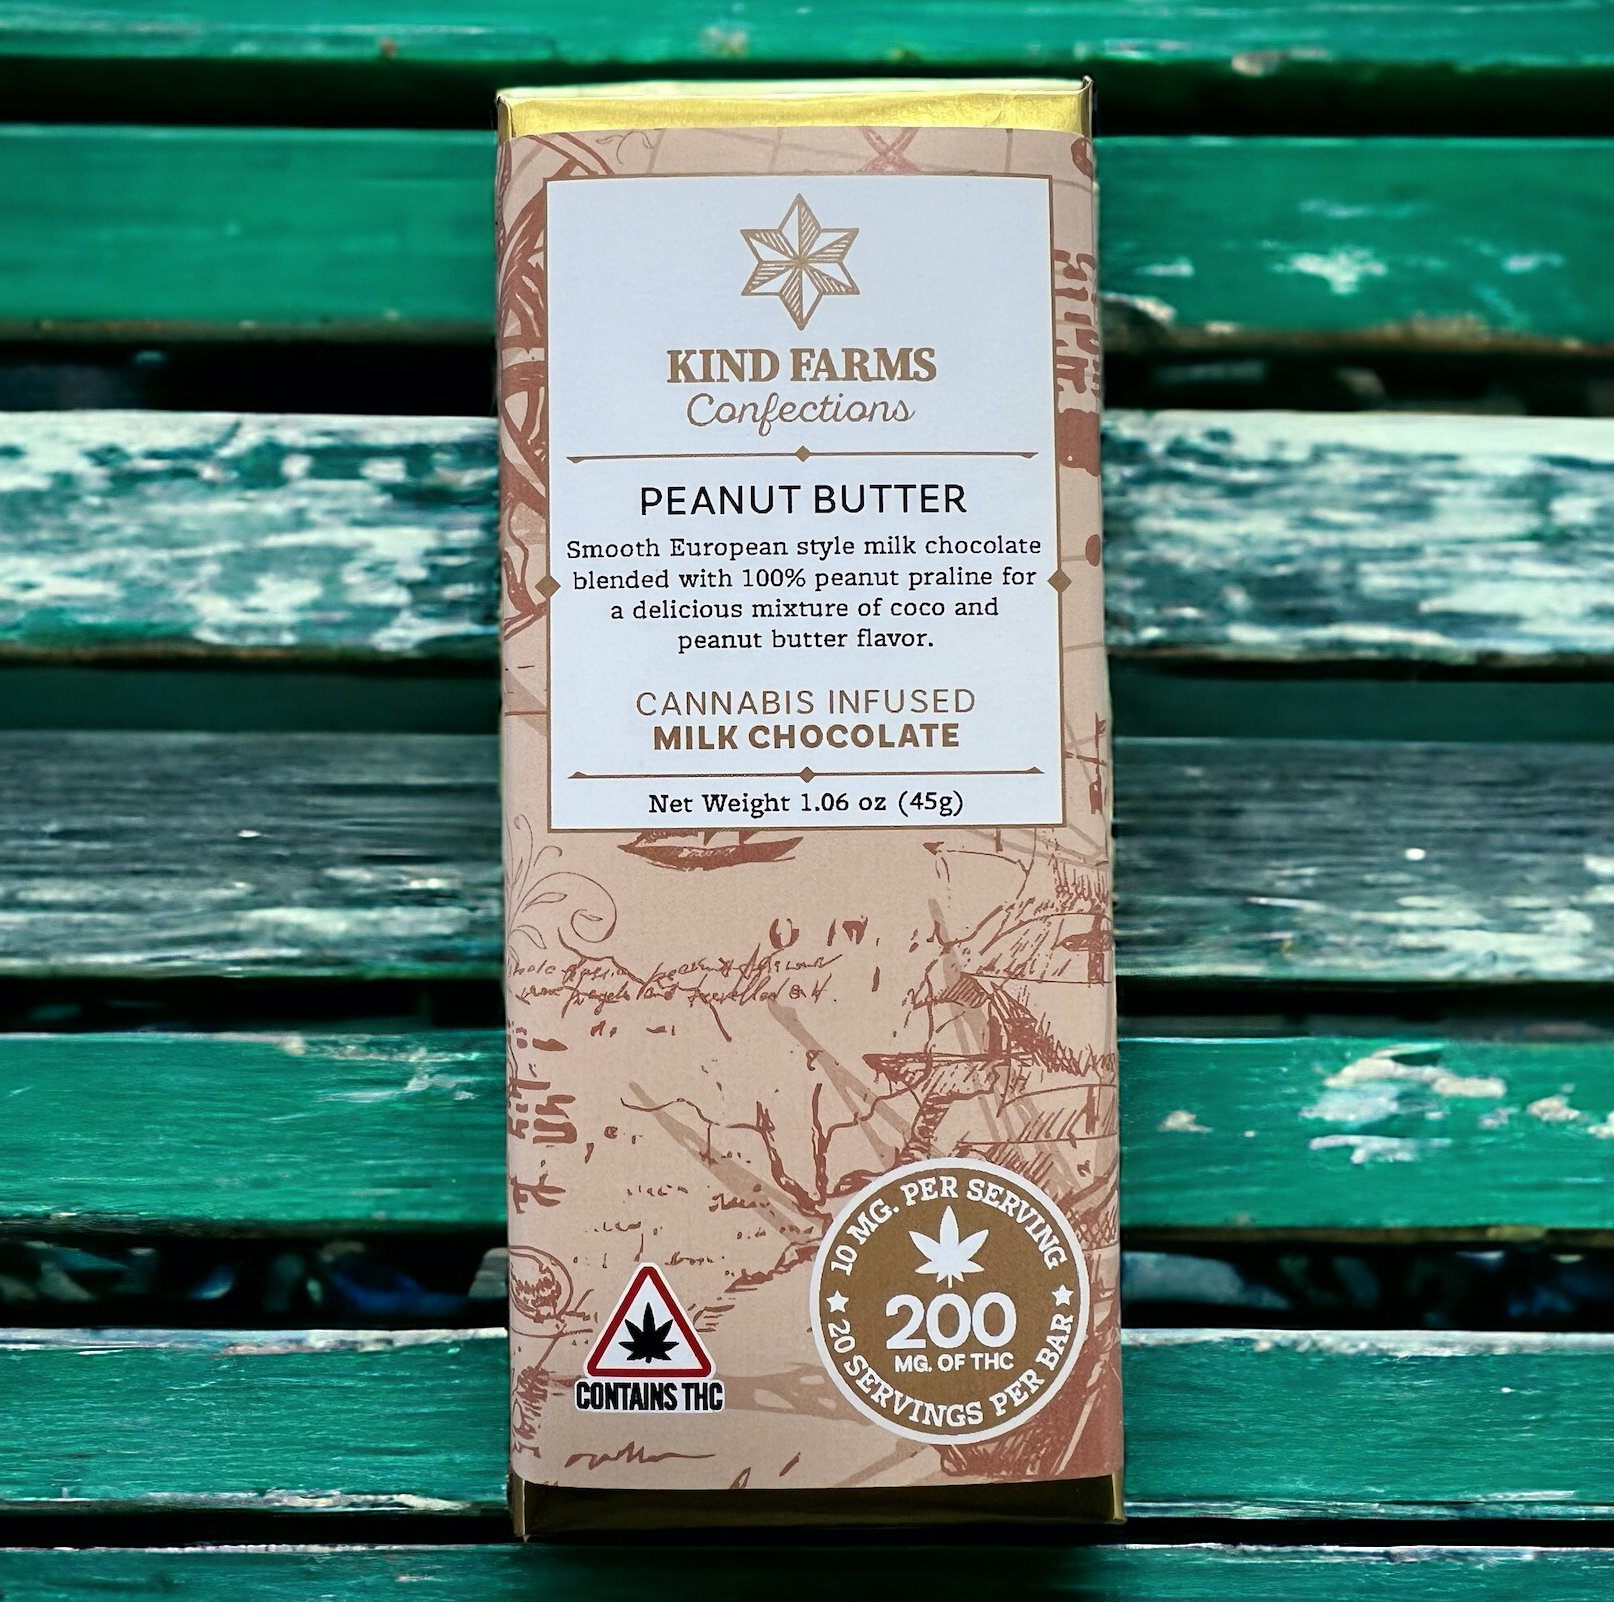 KIND FARMS
Confections
PEANUT BUTTER
Smooth European style milk chocolate
blended with 100% peanut praline for
a delicious mixture of coco and
peanut butter flavor.
CANNABIS INFUSED
MILK CHOCOLATE
Net Weight 1.06 oz (45g)
CONTAINS THC
10 MG. PER SERVING
200
MG. OF THC
20 SERVINGS PER BAR